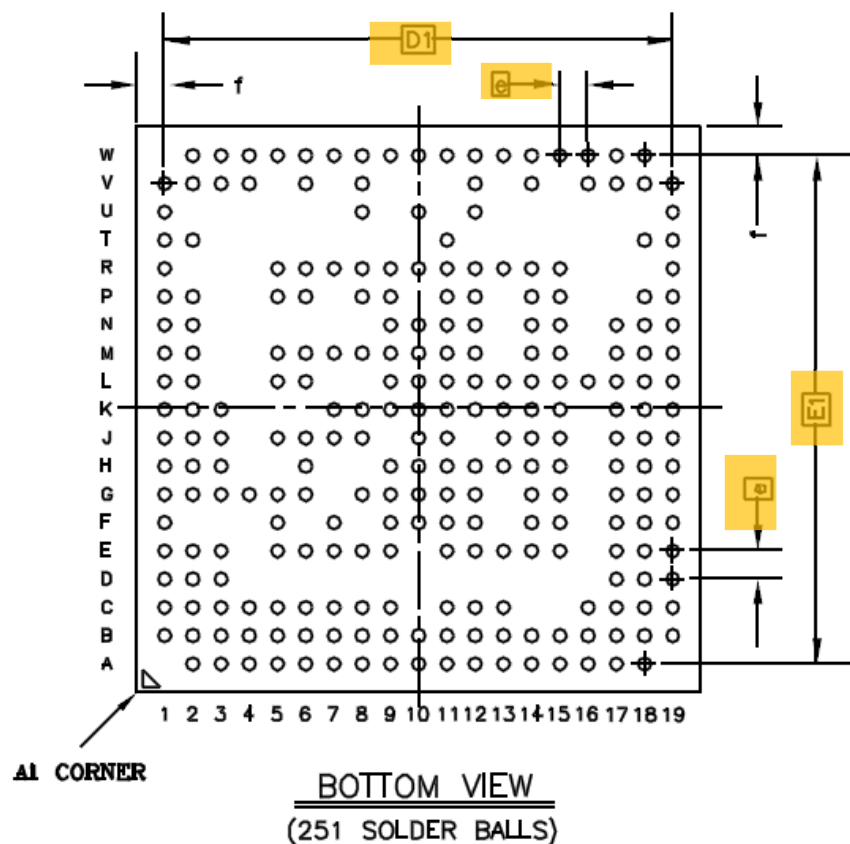 D1
f
e
W
V
U
f
T
R
P
N
M
L
K
E1
J
H
G
e
F
E
D
C
B
A
1 2 3 4 5 6 7 8 9 10 11 12 13 14 15 16 17 18 19
A1 CORNER
BOTTOM VIEW
(251 SOLDER BALLS)